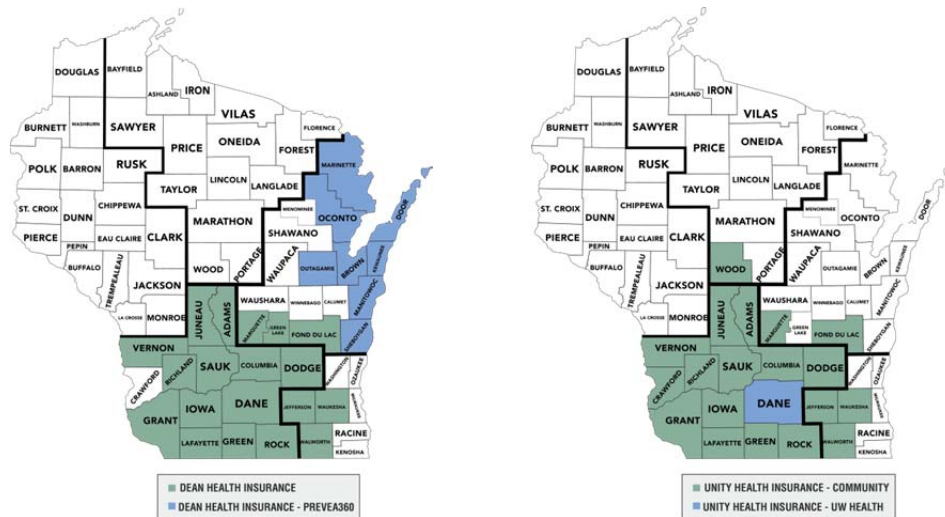 DOUGLAS
BAYFIELD
ASHLAND
IRON
VILAS
FLORENCE
BURNETT
WASHBURN
SAWYER
PRICE
ONEIDA
FOREST
MARINETTE
POLK
BARRON
RUSK
LINCOLN
LANGLADE
TAYLOR
OCONTO
DOOR
ST. CROIX
DUNN
CHIPPEWA
MARATHON
MENOMINEE
SHAWANO
PIERCE
PEPIN
EAU CLAIRE
CLARK
BUFFALO
TREMPEALEAU
JACKSON
WOOD
PORTAGE
WAUPACA
OUTAGAMIE
BROWN
KEWAUNEE
LA CROSSE
MONROE
JUNEAU
ADAMS
WAUSHARA
WINNEBAGO
CALUMET
MANITOWOC
MARQUETTE
GREEN
LAKE
FOND DU LAC
SHEBOYGAN
VERNON
RICHLAND
SAUK
COLUMBIA
DODGE
WASHINGTON
OZAUKEE
CRAWFORD
GRANT
IOWA
DANE
JEFFERSON
WAUKESHA
MILWAUKEE
LAFAYETTE
GREEN
ROCK
WALWORTH
RACINE
KENOSHA
DEAN HEALTH INSURANCE
DEAN HEALTH INSURANCE - PREVEA360
DOUGLAS
BAYFIELD
ASHLAND
IRON
VILAS
FLORENCE
BURNETT
WASHBURN
SAWYER
PRICE
ONEIDA
FOREST
MARINETTE
POLK
BARRON
RUSK
LINCOLN
LANGLADE
TAYLOR
OCONTO
DOOR
ST. CROIX
DUNN
CHIPPEWA
MARATHON
MENOMINEE
SHAWANO
PIERCE
PEPIN
EAU CLAIRE
CLARK
BUFFALO
TREMPEALEAU
JACKSON
WOOD
PORTAGE
WAUPACA
OUTAGAMIE
BROWN
KEWAUNEE
LA CROSSE
MONROE
JUNEAU
ADAMS
WAUSHARA
WINNEBAGO
CALUMET
MANITOWOC
MARQUETTE
GREEN
LAKE
FOND DU LAC
SHEBOYGAN
VERNON
RICHLAND
SAUK
COLUMBIA
DODGE
WASHINGTON
OZAUKEE
CRAWFORD
GRANT
IOWA
DANE
JEFFERSON
WAUKESHA
MILWAUKEE
LAFAYETTE
GREEN
ROCK
WALWORTH
RACINE
KENOSHA
UNITY HEALTH INSURANCE - COMMUNITY
UNITY HEALTH INSURANCE - UW HEALTH